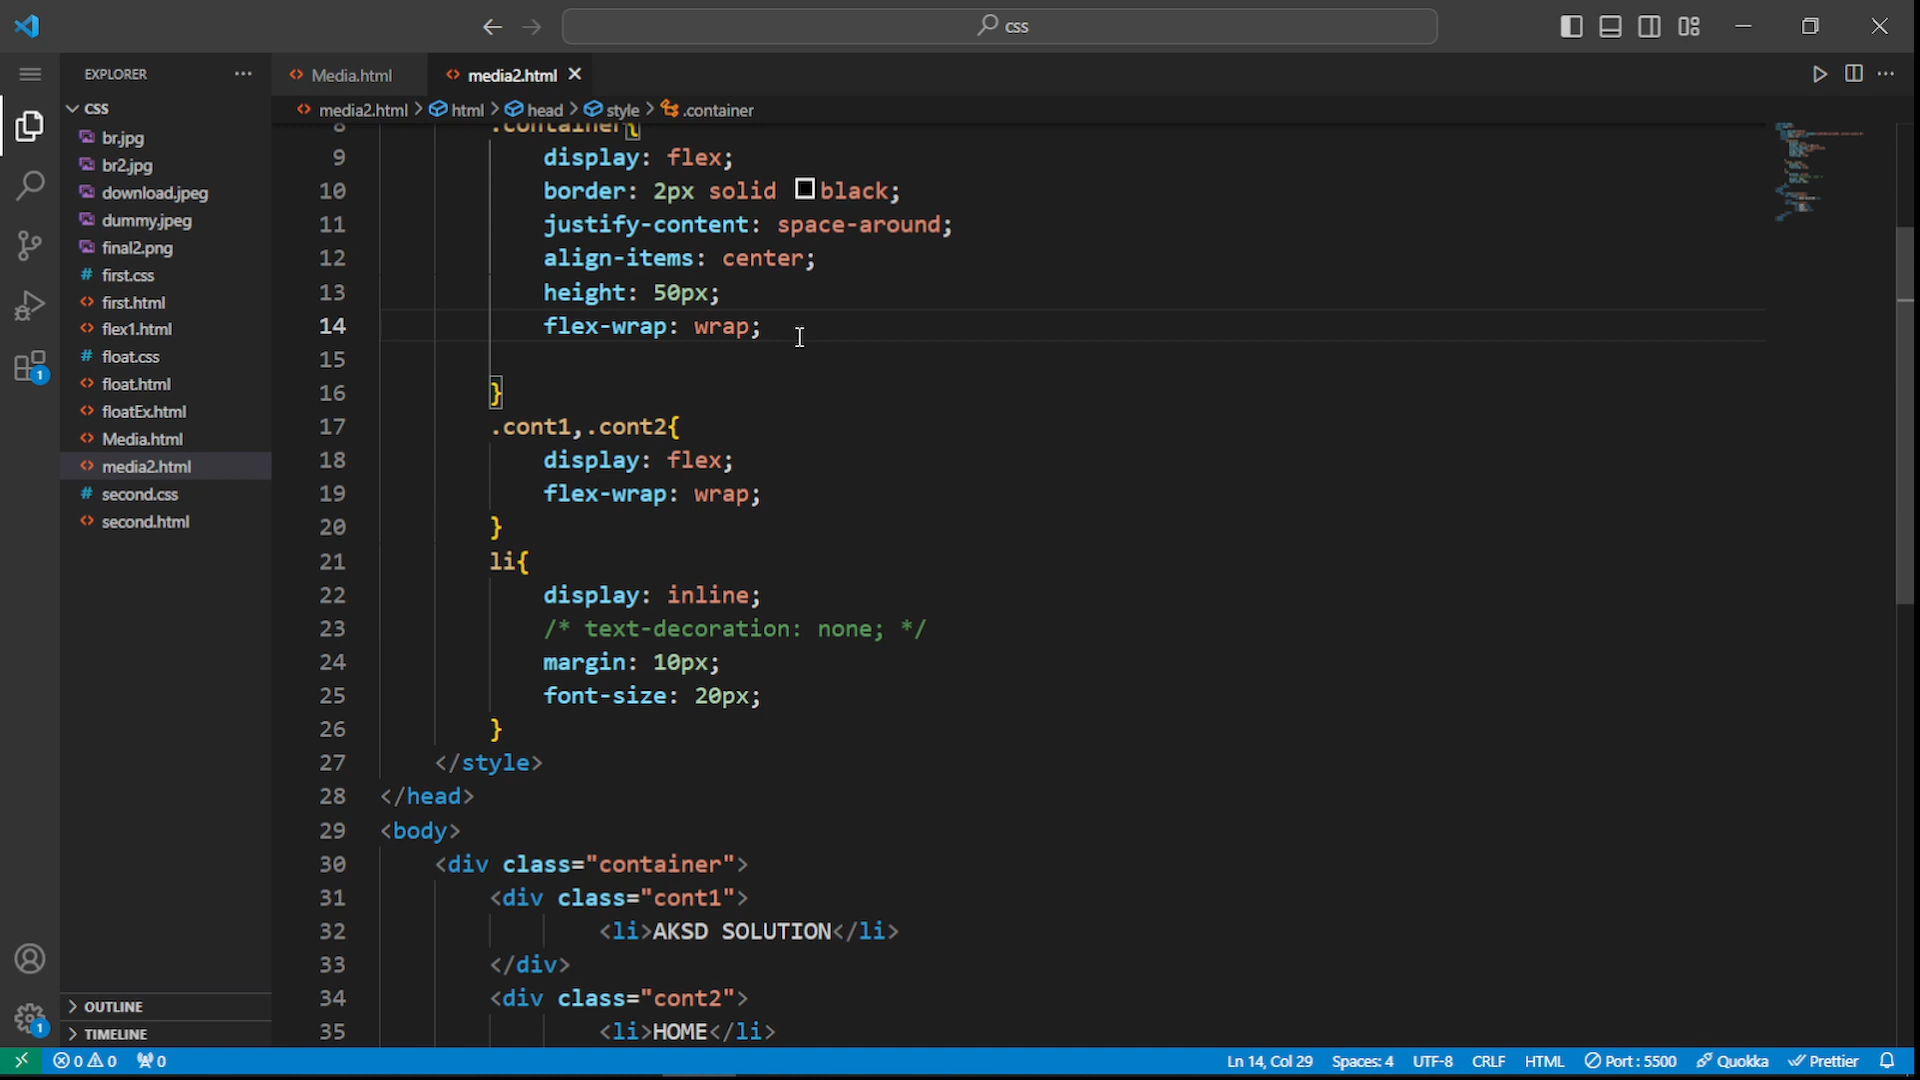 css
EXPLORER
Media.html
media2.html
media2.html > html > head > style > .container
CSS
br.jpg
br2.jpg
download.jpeg
dummy.jpeg
final2.png
first.css
first.html
flex1.html
float.css
float.html
floatEx.html
Media.html
media2.html
second.css
second.html
OUTLINE
TIMELINE
8 .container{
9 display: flex;
10 border: 2px solid black;
11 justify-content: space-around;
12 align-items: center;
13 height: 50px;
14 flex-wrap: wrap;
15
16 }
17 .cont1,.cont2{
18 display: flex;
19 flex-wrap: wrap;
20 }
21 li{
22 display: inline;
23 /* text-decoration: none; */
24 margin: 10px;
25 font-size: 20px;
26 }
27 </style>
28 </head>
29 <body>
30 <div class="container">
31 <div class="cont1">
32 <li>AKSD SOLUTION</li>
33 </div>
34 <div class="cont2">
35 <li>HOME</li>
1
1
0 0 0
Ln 14, Col 29 Spaces: 4 UTF-8 CRLF HTML Port : 5500 Quokka Prettier